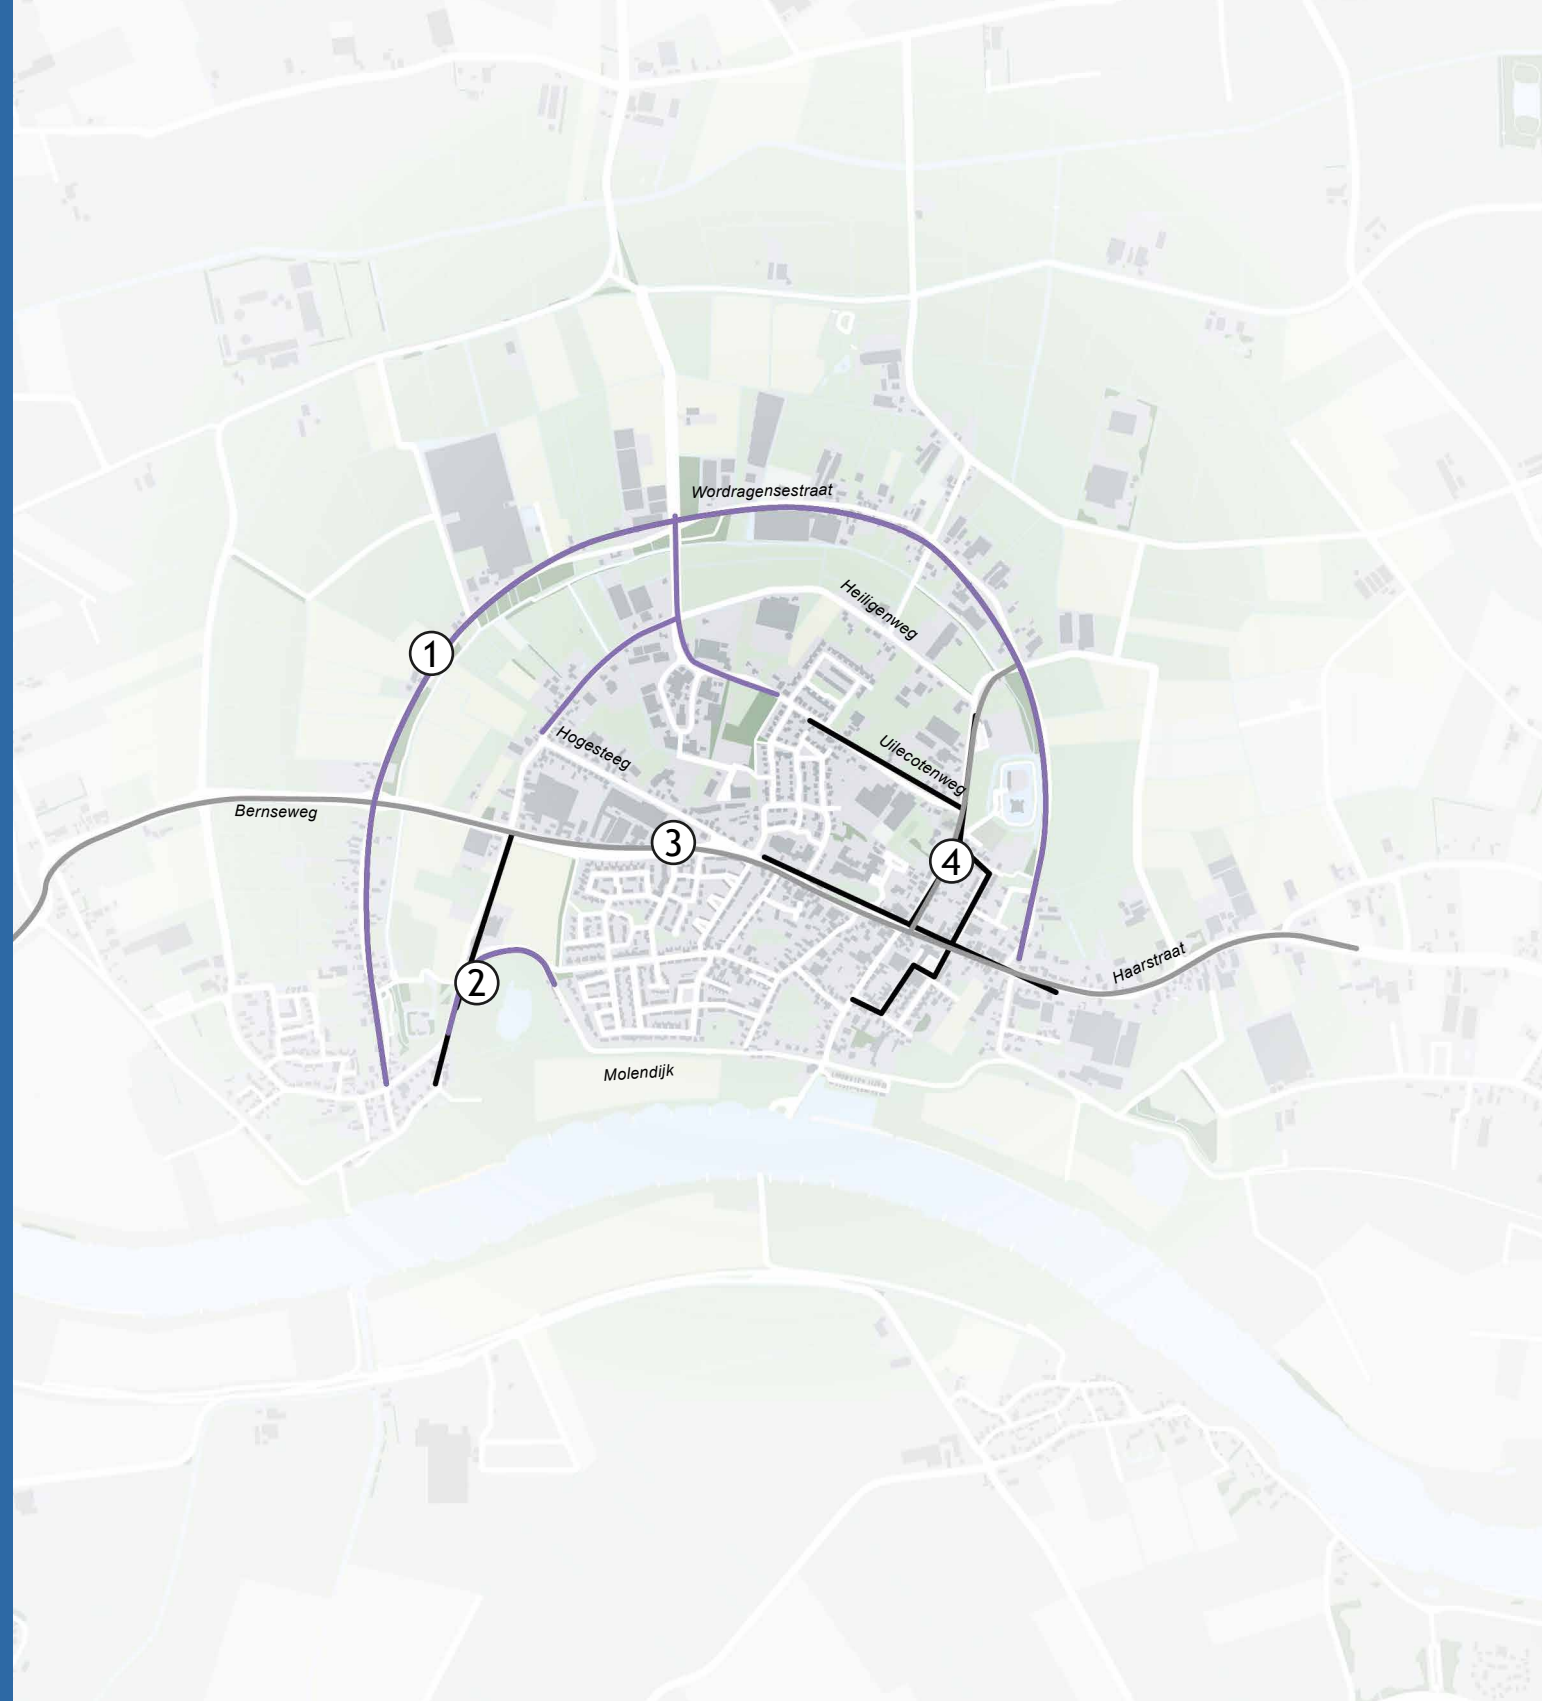 Wordragensestraat
Heiligenweg
1
Hogesteeg
Uilecotenweg
Bernseweg
3
4
Haarstraat
2
Molendijk